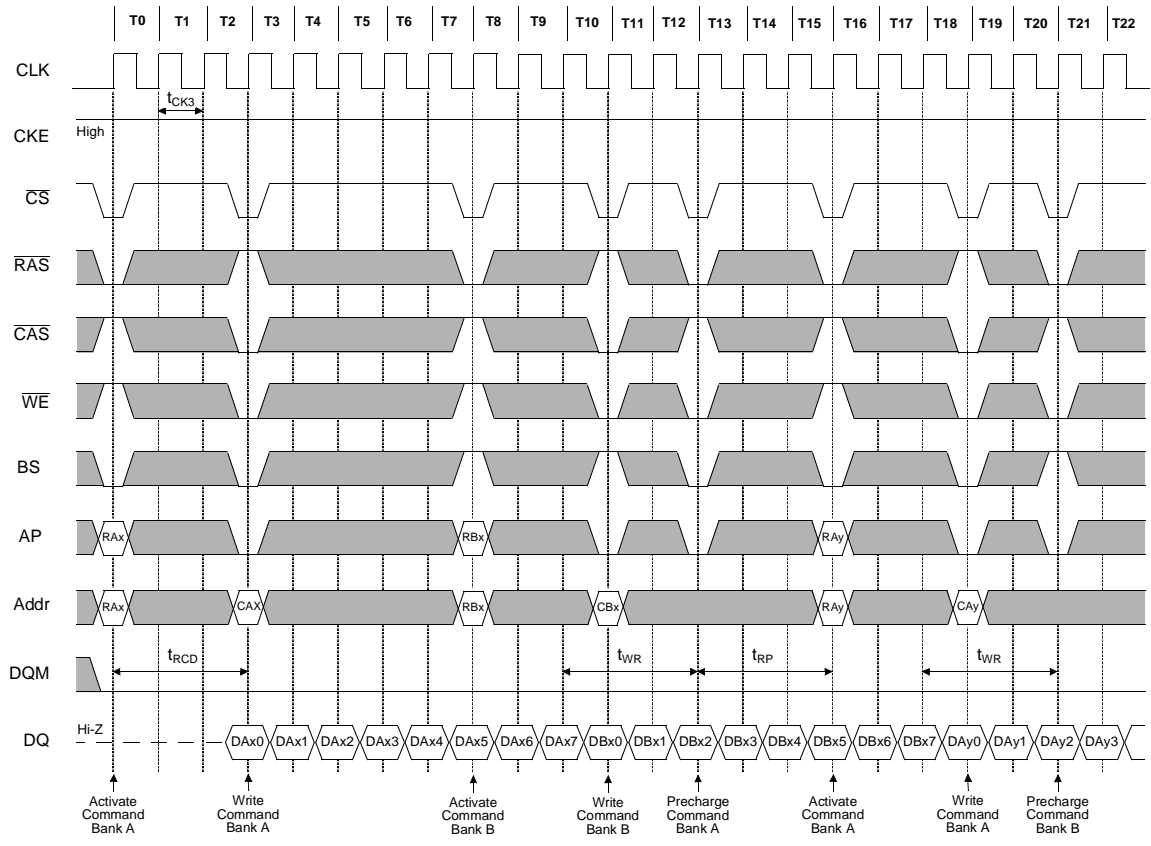 T0 T1 T2 T3 T4 T5 T6 T7 T8 T9 T10 T11 T12 T13 T14 T15 T16 T17 T18 T19 T20 T21 T22
CLK
tCK3
CKE High
CS
RAS
CAS
WE
BS
AP RAx RBx RAy
Addr RAx CAX RBx CBx RAy CAy
DQM tRCD tWR tRP tWR
DQ Hi-Z DAx0 DAx1 DAx2 DAx3 DAx4 DAx5 DAx6 DAx7 DBx0 DBx1 DBx2 DBx3 DBx4 DBx5 DBx6 DBx7 DAy0 DAy1 DAy2 DAy3
Activate Command Bank A
Write Command Bank A
Activate Command Bank B
Write Command Bank B
Precharge Command Bank A
Activate Command Bank A
Write Command Bank A
Precharge Command Bank B